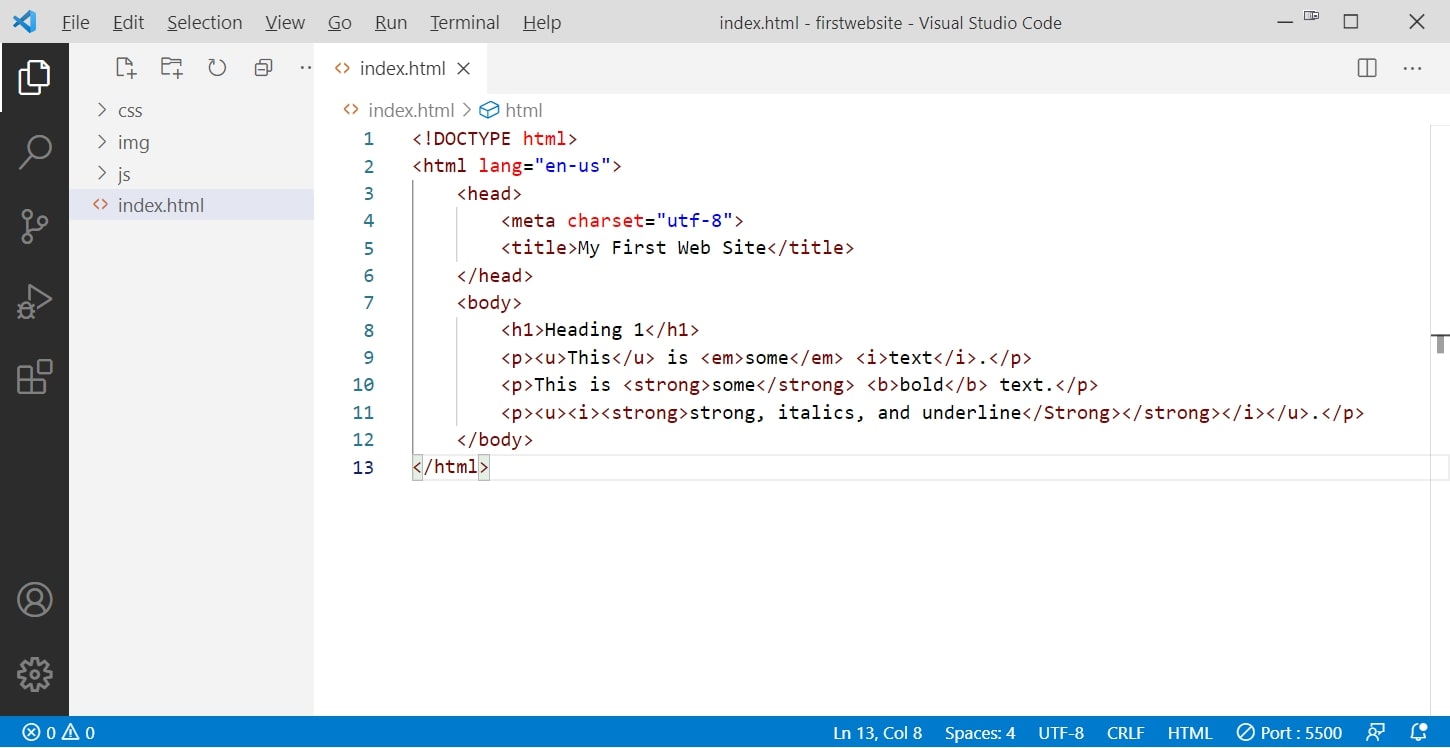 File Edit Selection View Go Run Terminal Help index.html - firstwebsite - Visual Studio Code
index.html
css
img
js
index.html
index.html > html
1 <!DOCTYPE html>
2 <html lang="en-us">
3 <head>
4 <meta charset="utf-8">
5 <title>My First Web Site</title>
6 </head>
7 <body>
8 <h1>Heading 1</h1>
9 <p><u>This</u> is <em>some</em> <i>text</i>.</p>
10 <p>This is <strong>some</strong> <b>bold</b> text.</p>
11 <p><u><i><strong>strong, italics, and underline</Strong></strong></i></u>.</p>
12 </body>
13 </html>
0 0 Ln 13, Col 8 Spaces: 4 UTF-8 CRLF HTML Port : 5500